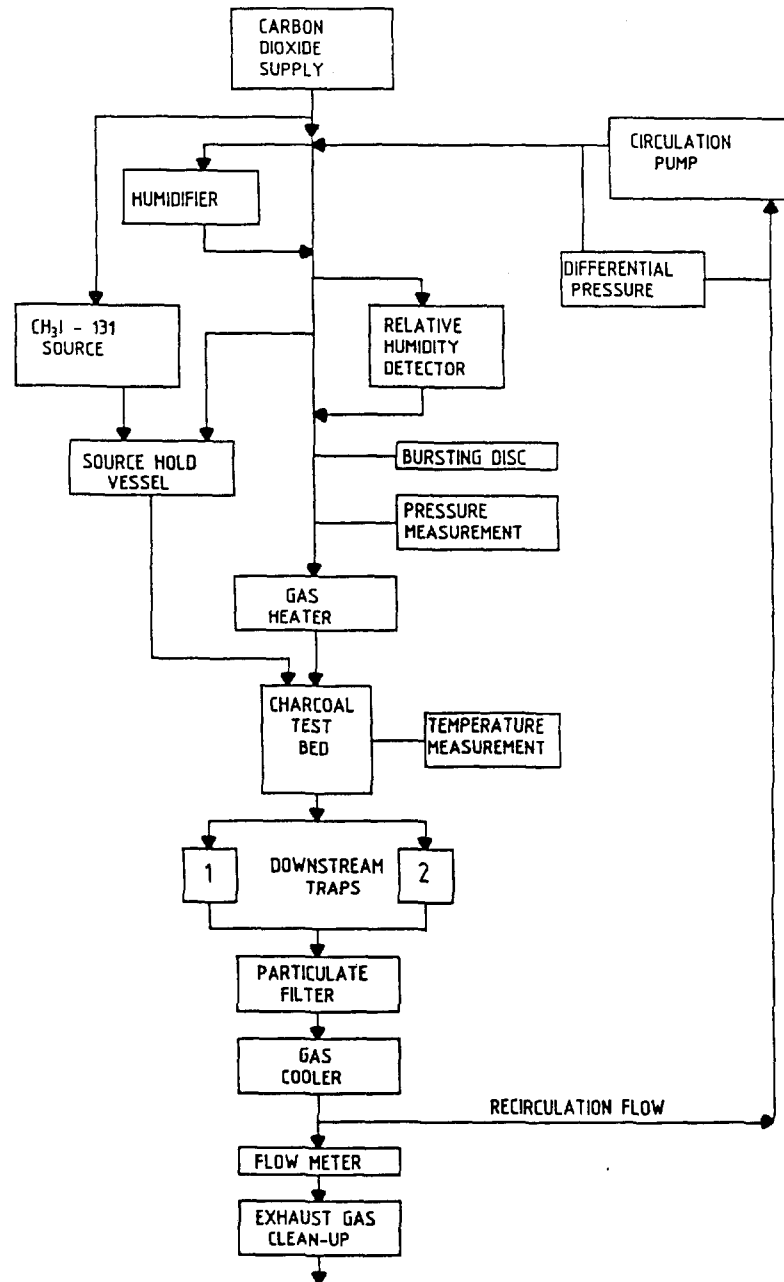 CARBON
DIOXIDE
SUPPLY
CIRCULATION
PUMP
HUMIDIFIER
DIFFERENTIAL
PRESSURE
CH₃I - 131
SOURCE
RELATIVE
HUMIDITY
DETECTOR
SOURCE HOLD
VESSEL
BURSTING DISC
PRESSURE
MEASUREMENT
GAS
HEATER
CHARCOAL
TEST
BED
TEMPERATURE
MEASUREMENT
1
DOWNSTREAM
TRAPS
2
PARTICULATE
FILTER
GAS
COOLER
RECIRCULATION FLOW
FLOW METER
EXHAUST GAS
CLEAN-UP